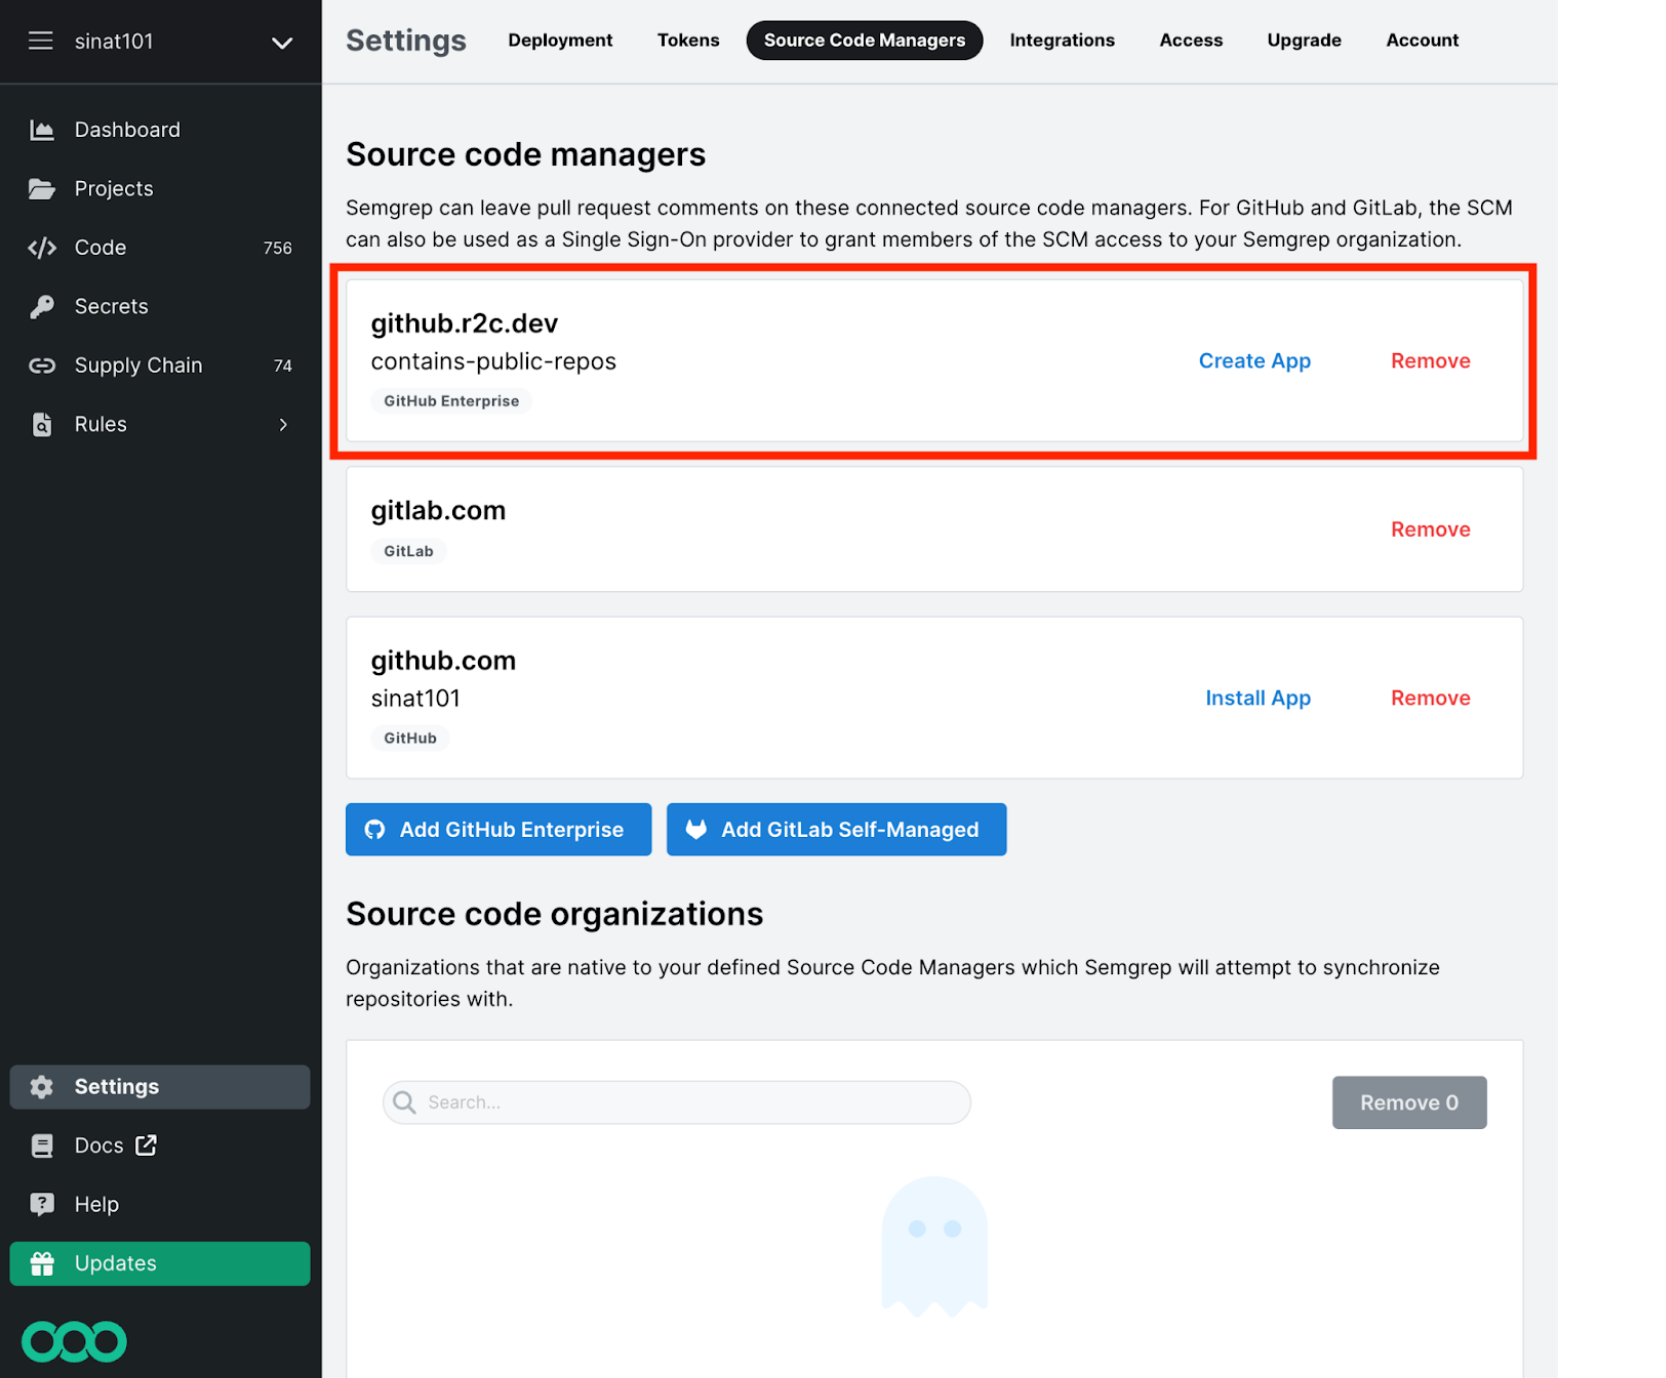 sinat101
Dashboard
Projects
Code 756
Secrets
Supply Chain 74
Rules
Settings
Docs
Help
Updates
Settings Deployment Tokens Source Code Managers Integrations Access Upgrade Account
Source code managers
Semgrep can leave pull request comments on these connected source code managers. For GitHub and GitLab, the SCM
can also be used as a Single Sign-On provider to grant members of the SCM access to your Semgrep organization.
github.r2c.dev
contains-public-repos
GitHub Enterprise
Create App Remove
gitlab.com
GitLab
Remove
github.com
sinat101
GitHub
Install App Remove
Add GitHub Enterprise Add GitLab Self-Managed
Source code organizations
Organizations that are native to your defined Source Code Managers which Semgrep will attempt to synchronize
repositories with.
Search... Remove 0